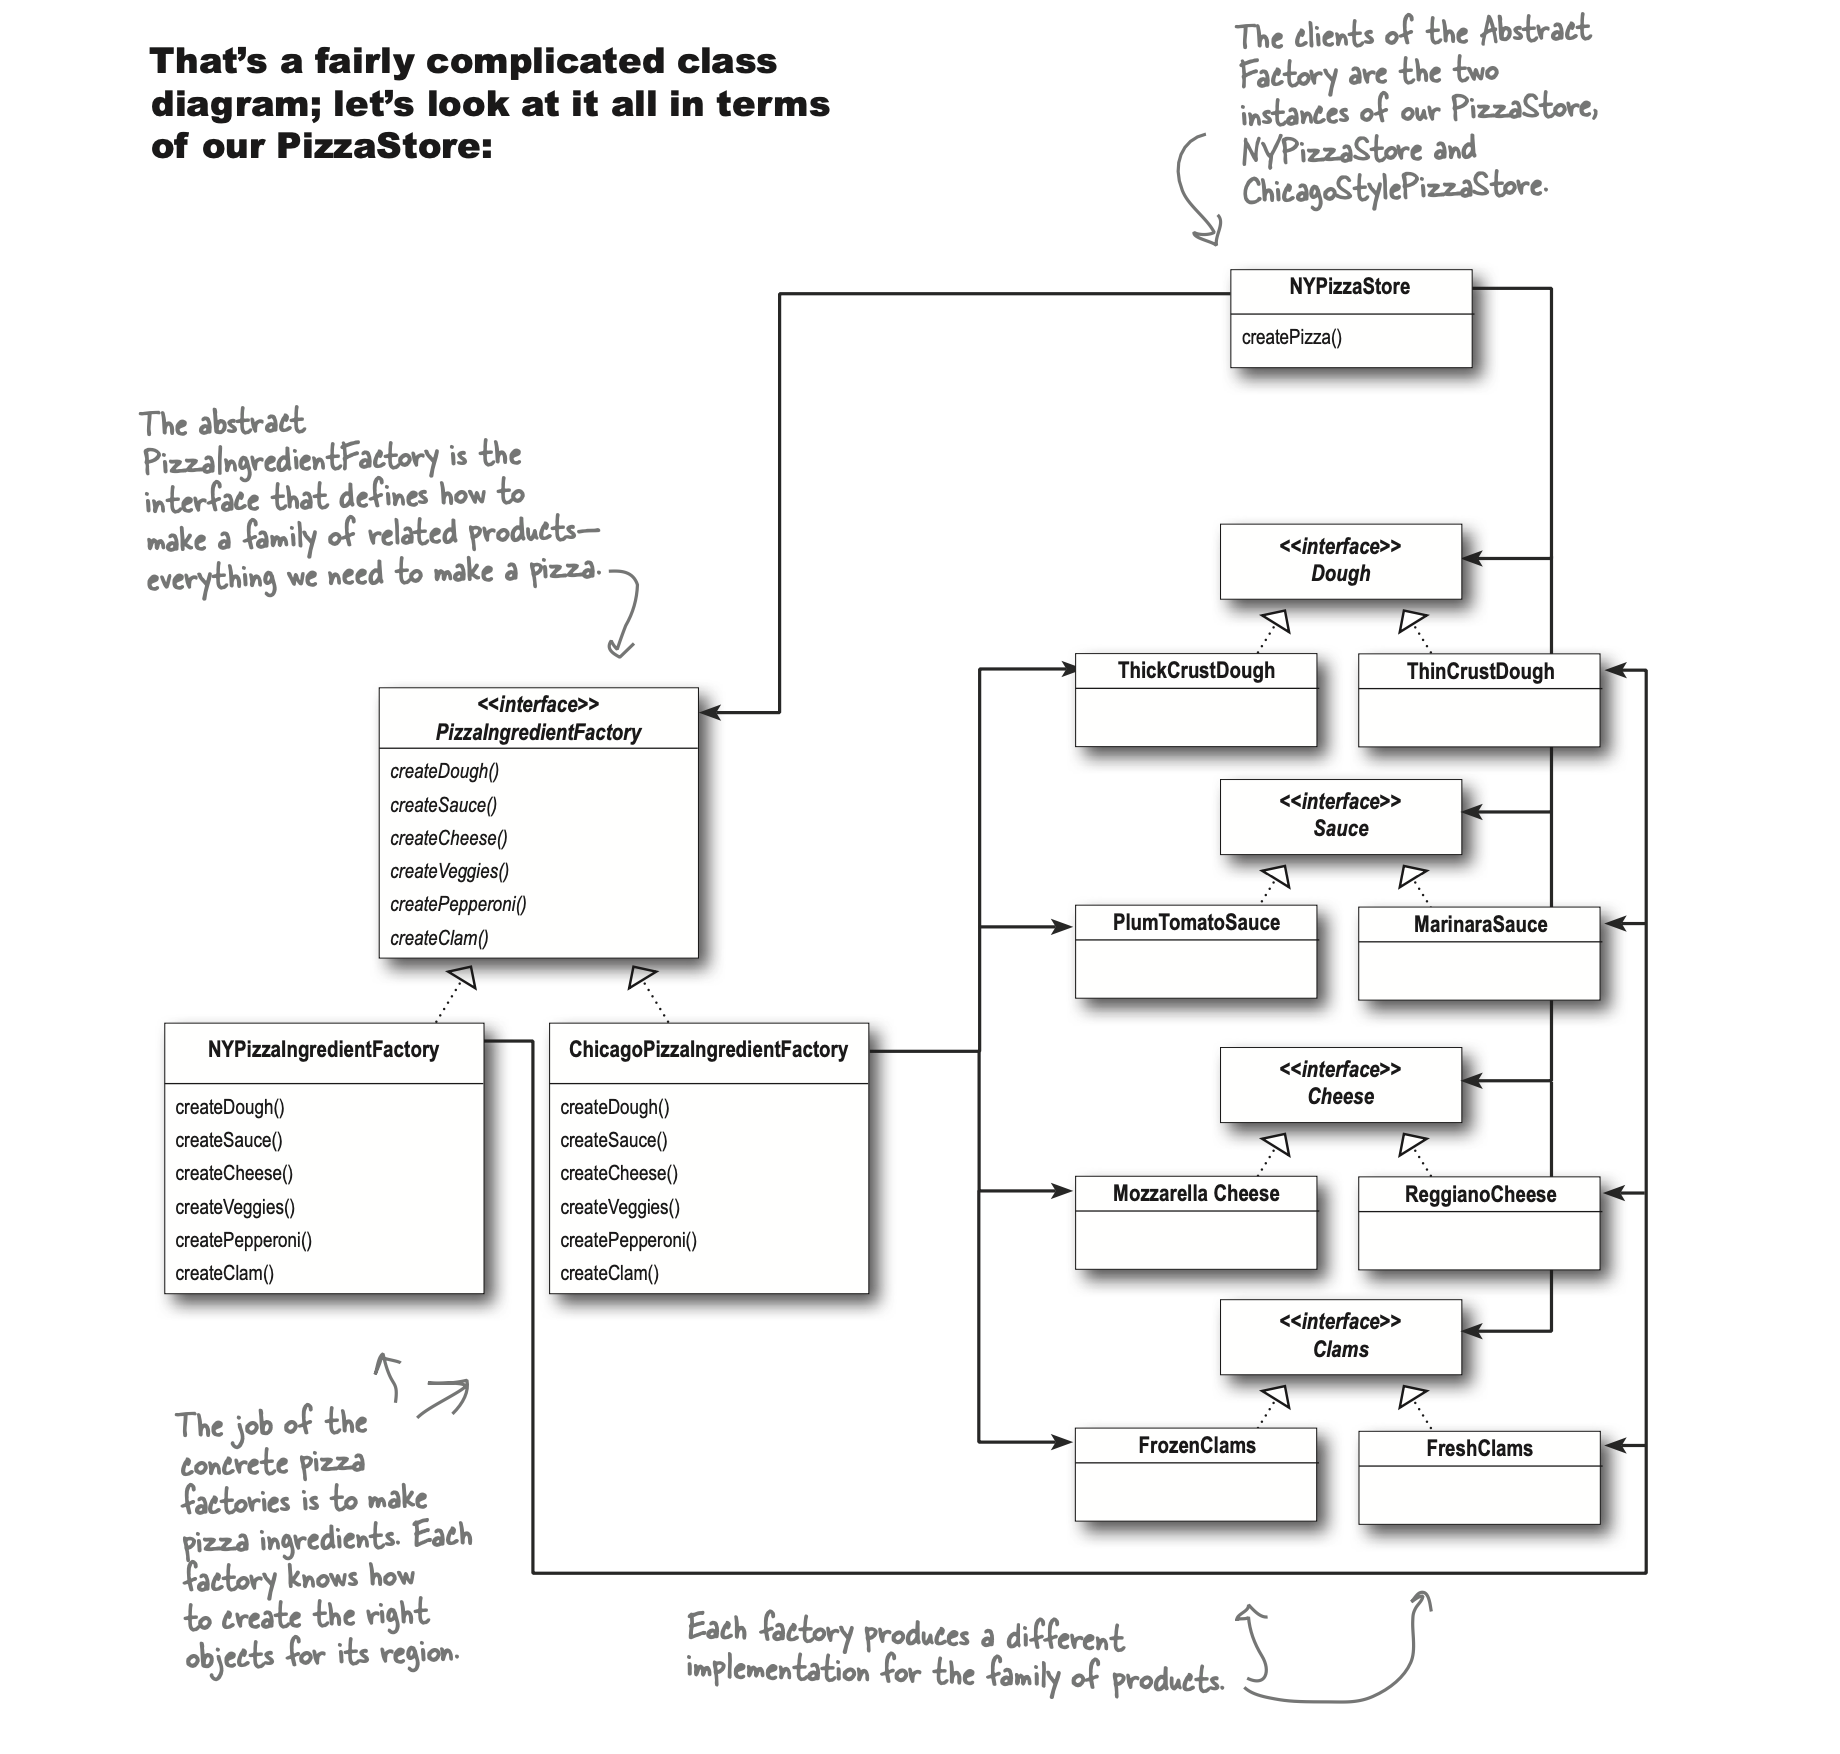 That's a fairly complicated class
diagram; let's look at it all in terms
of our PizzaStore:
The clients of the Abstract
Factory are the two
instances of our PizzaStore,
NYPizzaStore and
ChicagoStylePizzaStore.
NYPizzaStore
createPizza()
The abstract
PizzaIngredientFactory is the
interface that defines how to
make a family of related products—
everything we need to make a pizza.
<<interface>>
PizzaIngredientFactory
createDough()
createSauce()
createCheese()
createVeggies()
createPepperoni()
createClam()
NYPizzaIngredientFactory
createDough()
createSauce()
createCheese()
createVeggies()
createPepperoni()
createClam()
ChicagoPizzaIngredientFactory
createDough()
createSauce()
createCheese()
createVeggies()
createPepperoni()
createClam()
<<interface>>
Dough
ThickCrustDough
ThinCrustDough
<<interface>>
Sauce
PlumTomatoSauce
MarinaraSauce
<<interface>>
Cheese
Mozzarella Cheese
ReggianoCheese
<<interface>>
Clams
FrozenClams
FreshClams
The job of the
concrete pizza
factories is to make
pizza ingredients. Each
factory knows how
to create the right
objects for its region.
Each factory produces a different
implementation for the family of products.